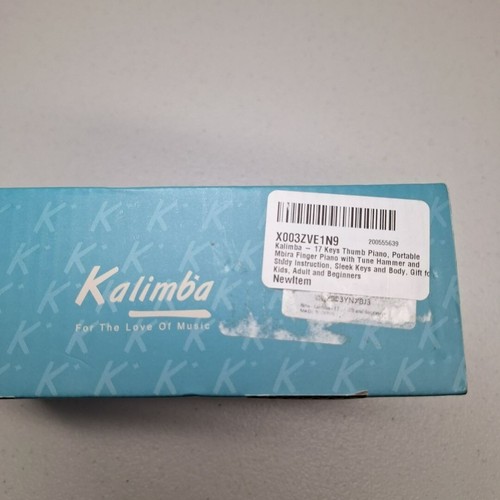 X003ZVE1N9 200555639
Kalimba – 17 Keys Thumb Piano, Portable
Mbira Finger Piano with Tune Hammer and
Stddy Instruction, Sleek Keys and Body, Gift fo
Kids, Adult and Beginners
NewItem
Kalimba
For The Love Of Music